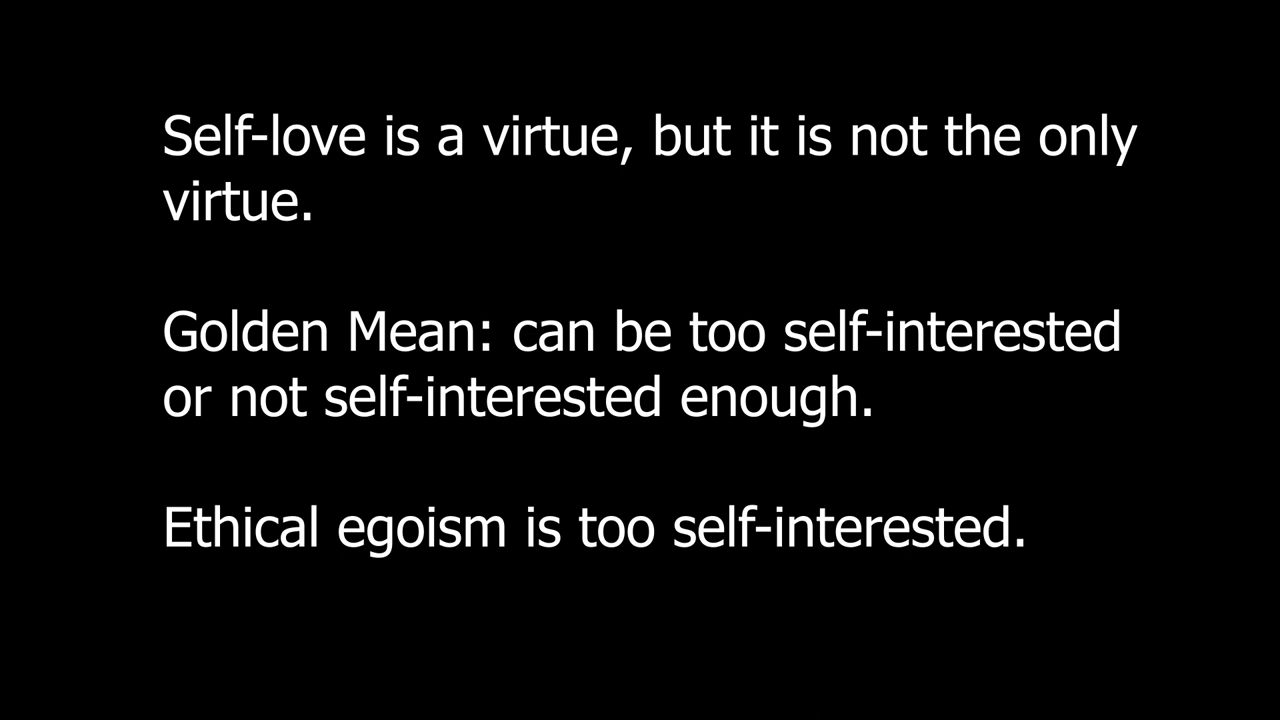 Self-love is a virtue, but it is not the only
virtue.
Golden Mean: can be too self-interested
or not self-interested enough.
Ethical egoism is too self-interested.